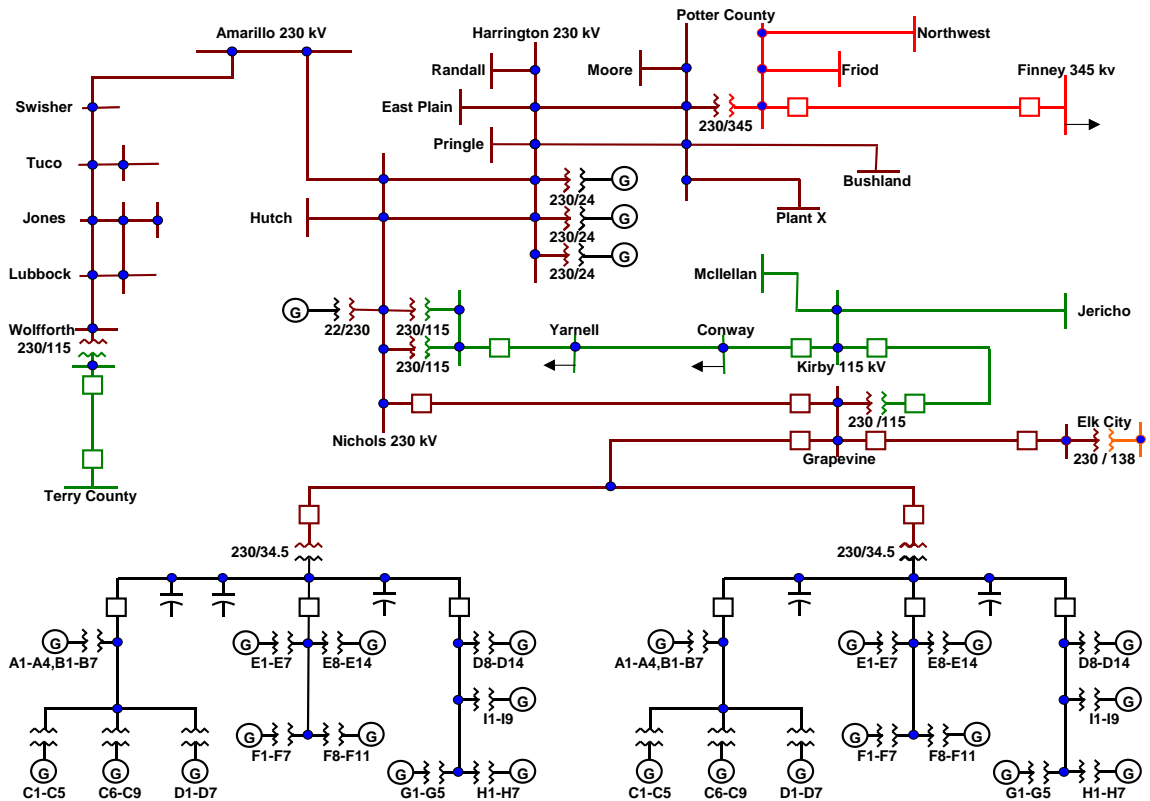 Potter County
Amarillo 230 kV
Harrington 230 kV
Northwest
Randall
Moore
Friod
Finney 345 kv
Swisher
East Plain
230/345
Pringle
Tuco
Bushland
G
230/24
Jones
Hutch
G
Plant X
230/24
G
230/24
Lubbock
McIlellan
G
Jericho
Wolfforth
22/230
230/115
Yarnell
Conway
230/115
230/115
Kirby 115 kV
230 /115
Elk City
Nichols 230 kV
Grapevine
230 / 138
Terry County
230/34.5
230/34.5
G
G
G
G
G
G
G
G
A1-A4,B1-B7
E1-E7
E8-E14
D8-D14
A1-A4,B1-B7
E1-E7
E8-E14
D8-D14
G
G
I1-I9
I1-I9
G
G
G
G
F1-F7
F8-F11
F1-F7
F8-F11
G
G
G
G
G
G
G
G
G
G
C1-C5
C6-C9
D1-D7
G1-G5
H1-H7
C1-C5
C6-C9
D1-D7
G1-G5
H1-H7